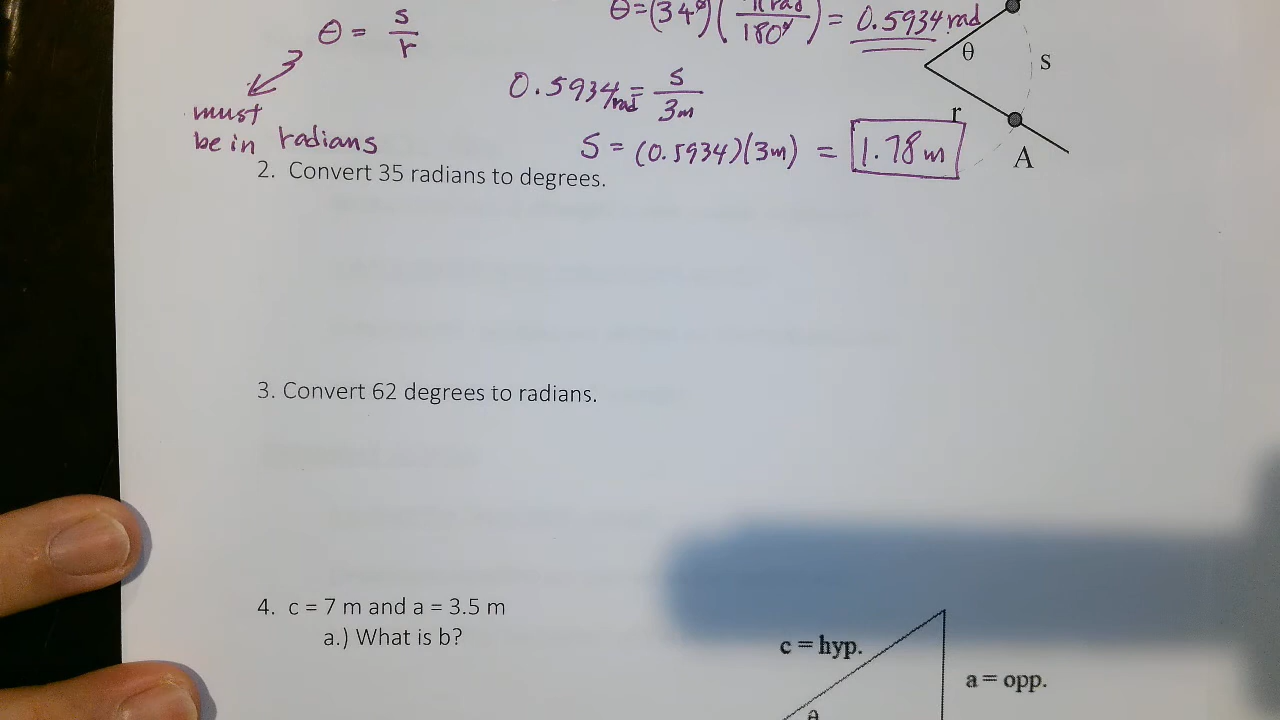 θ = s/r
θ=(34°)(π rad/180°) = 0.5934 rad
θ
s
0.5934 rad = s/3m
must
be in radians
r
S = (0.5934)(3m) = 1.78 m
A
2. Convert 35 radians to degrees.
3. Convert 62 degrees to radians.
4. c = 7 m and a = 3.5 m
a.) What is b?
c = hyp.
a = opp.
θ